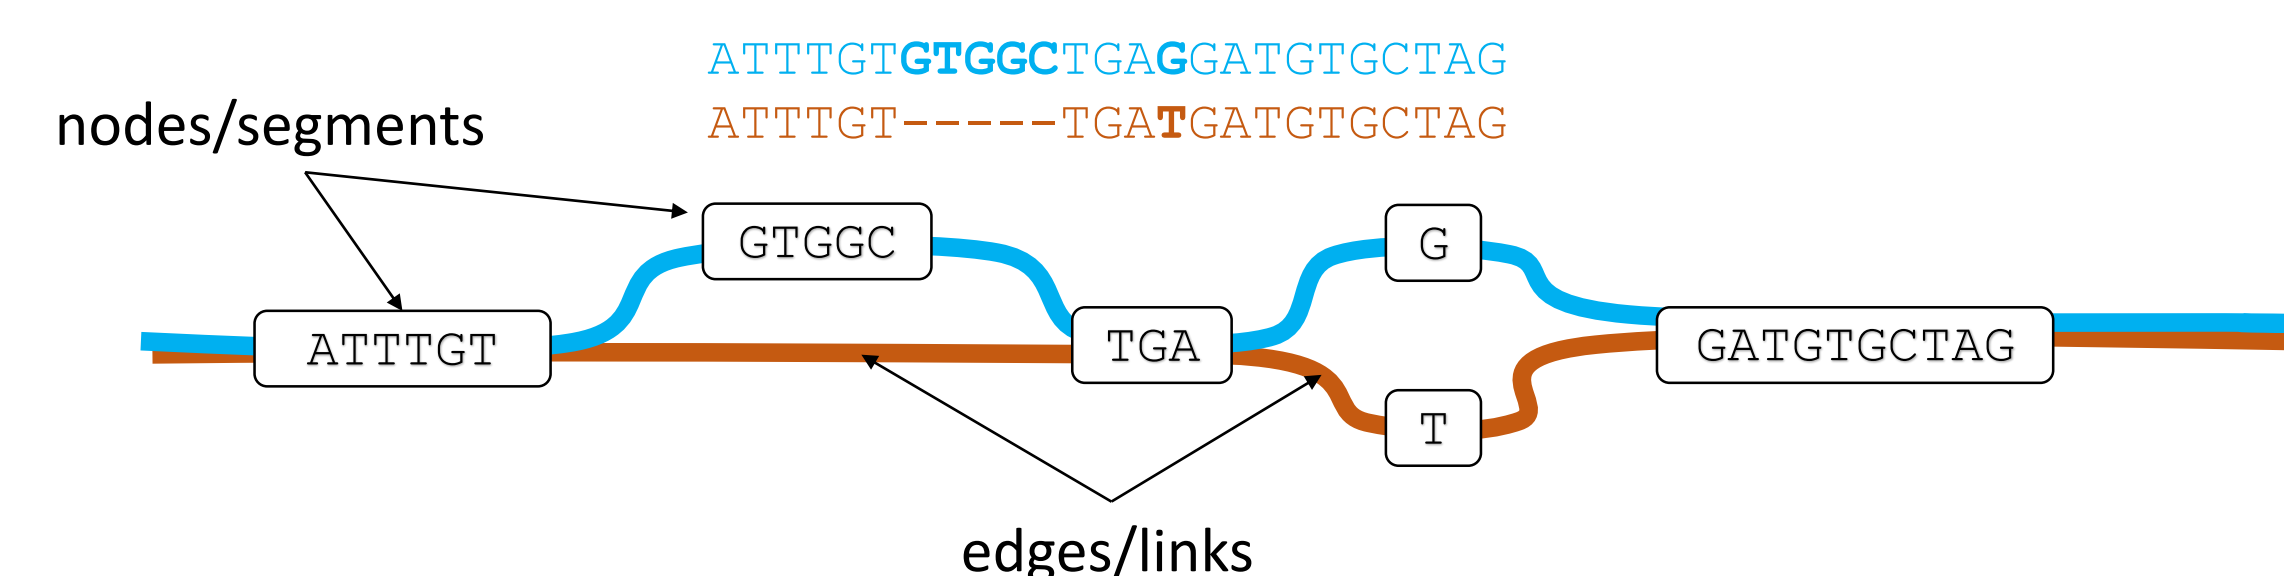 ATTTGTGTGGCTGAGGATGTGCTAG
ATTTGT-----TGATGATGTGCTAG
nodes/segments
GTGGC
G
ATTTGT
TGA
GATGTGCTAG
T
edges/links